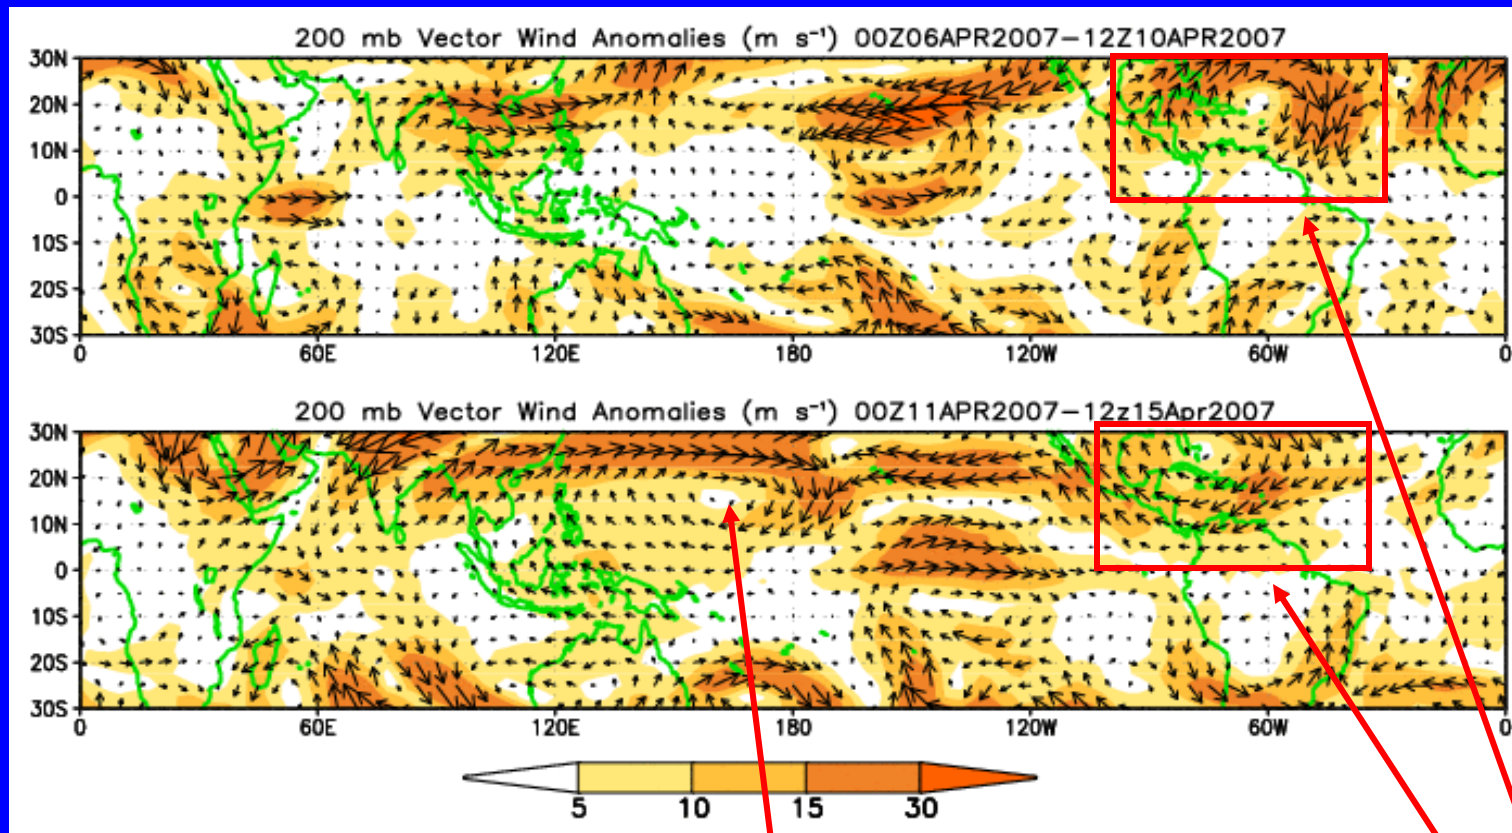 200 mb Vector Wind Anomalies (m s⁻¹) 00Z06APR2007-12Z10APR2007
30N
20N
10N
0
10S
20S
30S
0 60E 120E 180 120W 60W 0
200 mb Vector Wind Anomalies (m s⁻¹) 00Z11APR2007-12z15Apr2007
30N
20N
10N
0
10S
20S
30S
0 60E 120E 180 120W 60W 0
5 10 15 30